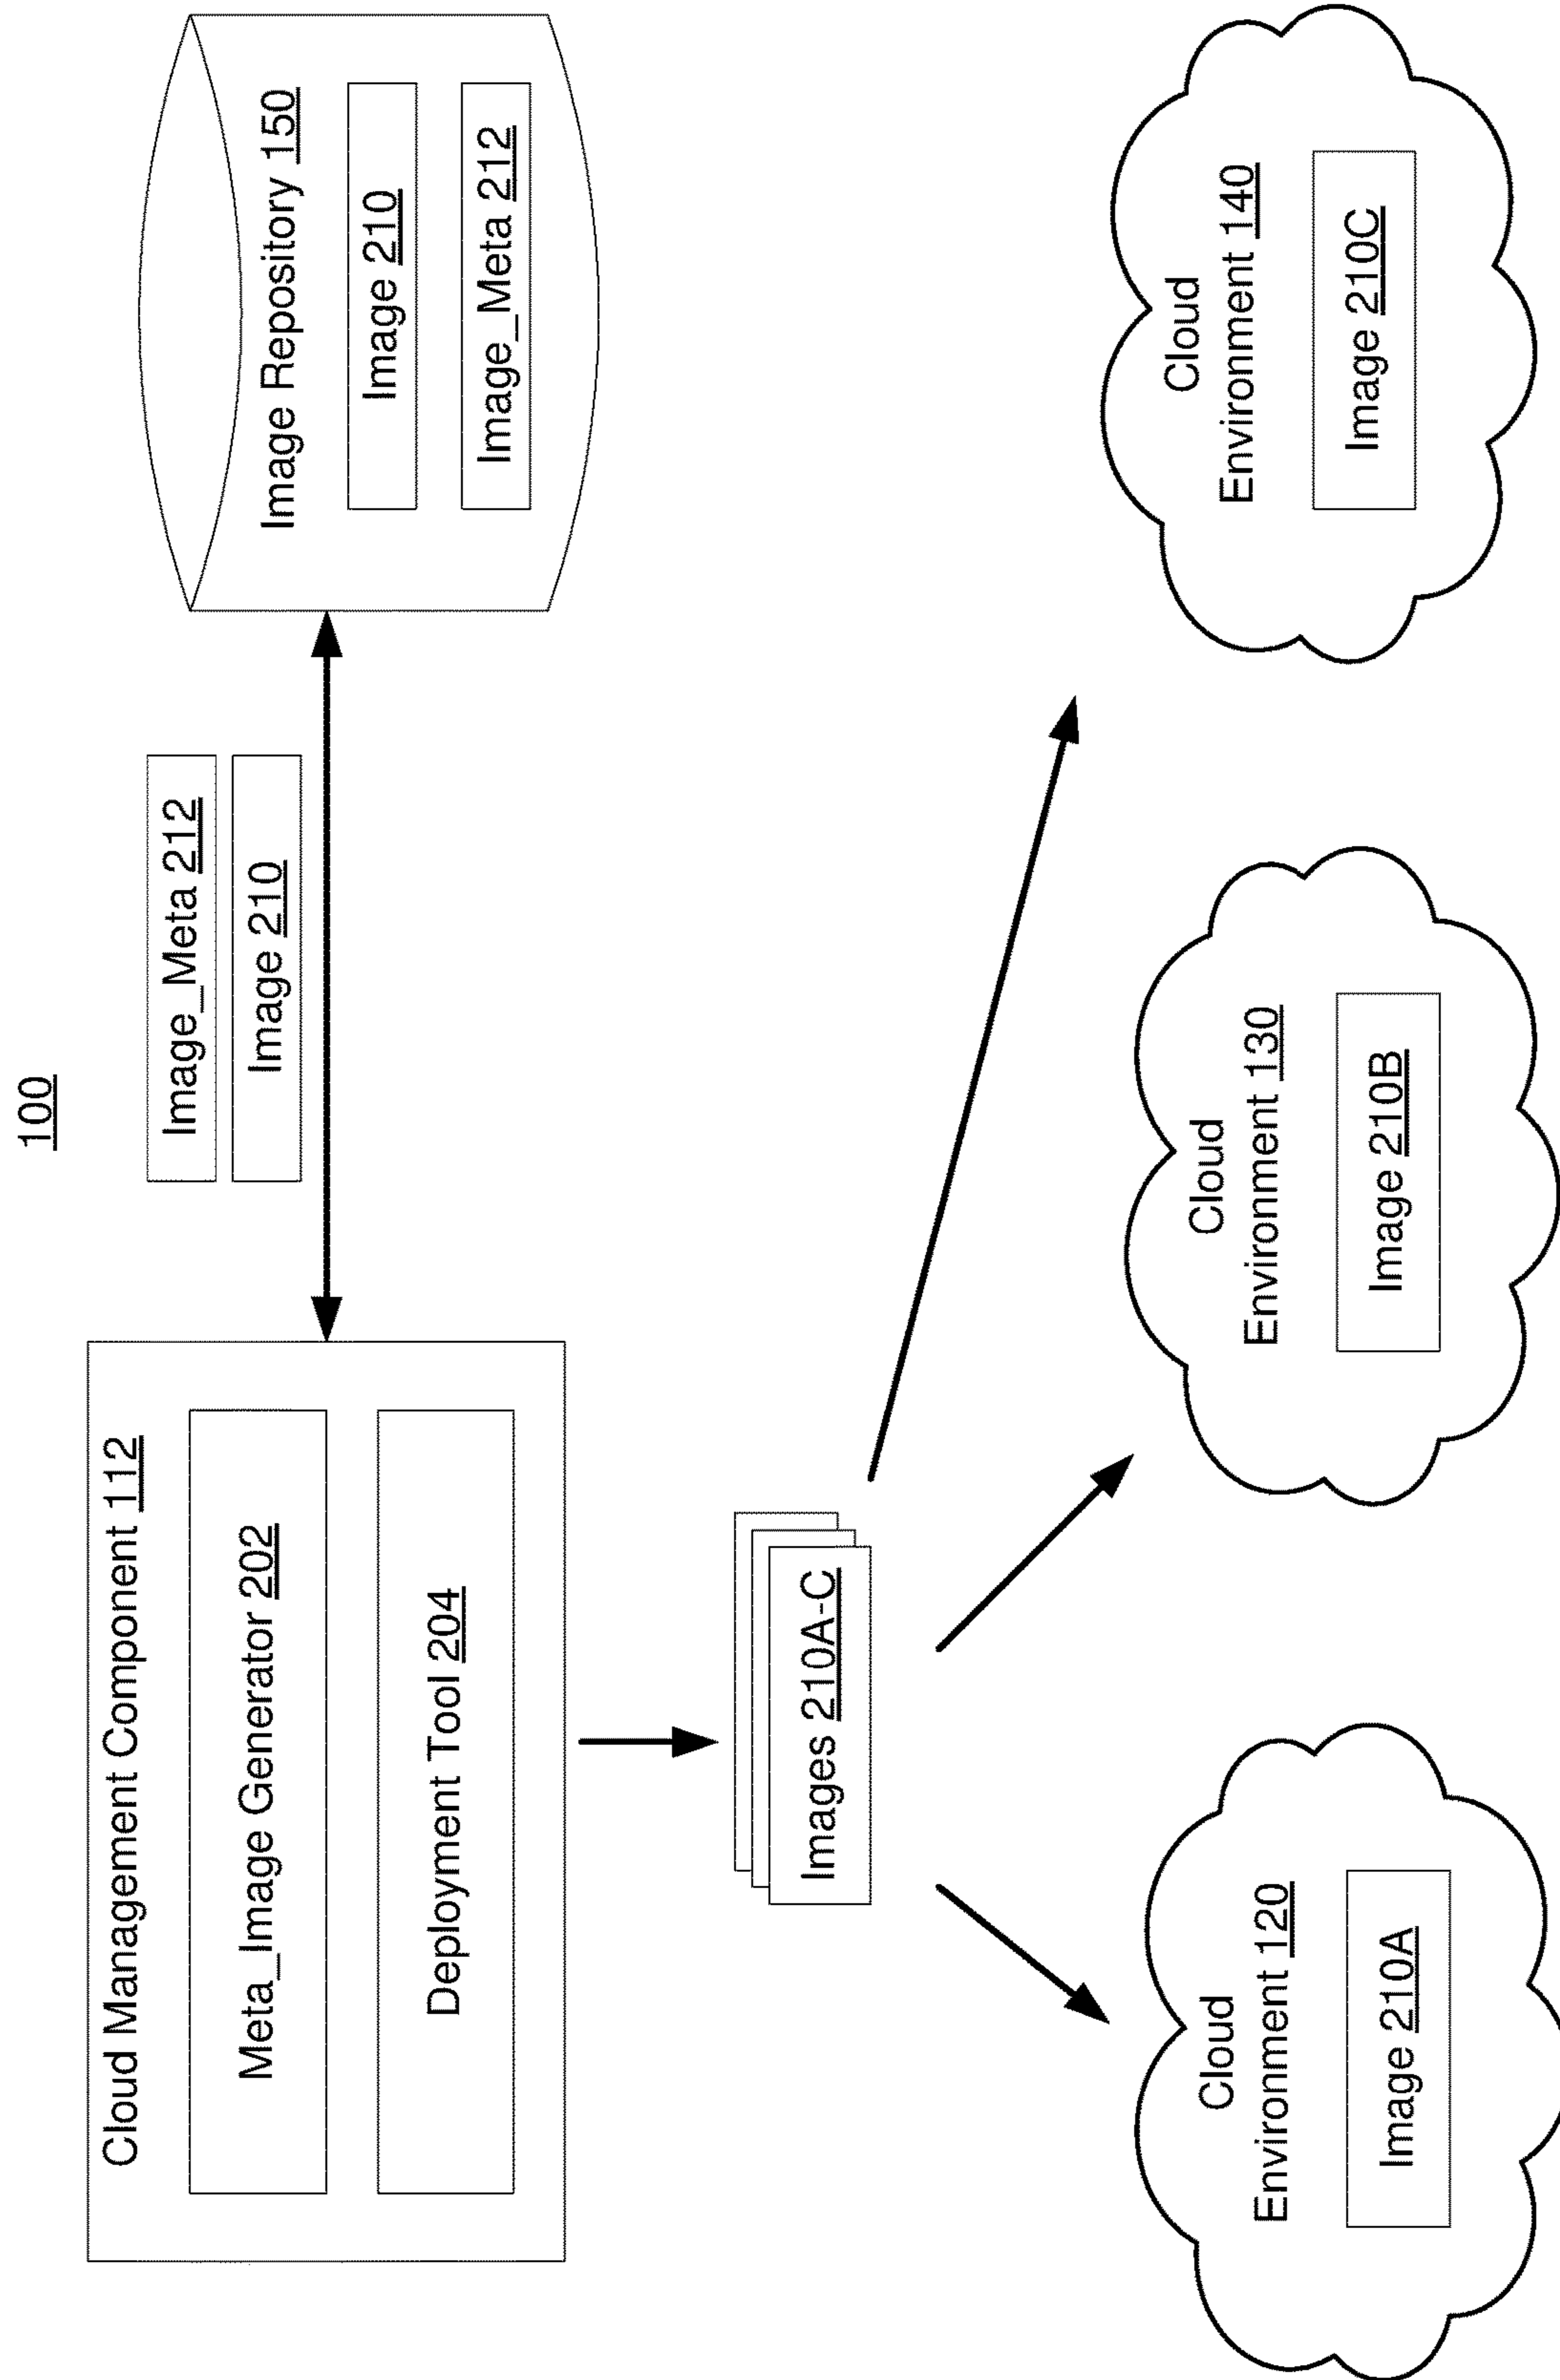 100
Cloud Management Component 112
Meta_Image Generator 202
Deployment Tool 204
Image_Meta 212
Image 210
Image Repository 150
Image 210
Image_Meta 212
Images 210A-C
Cloud
Environment 120
Image 210A
Cloud
Environment 130
Image 210B
Cloud
Environment 140
Image 210C